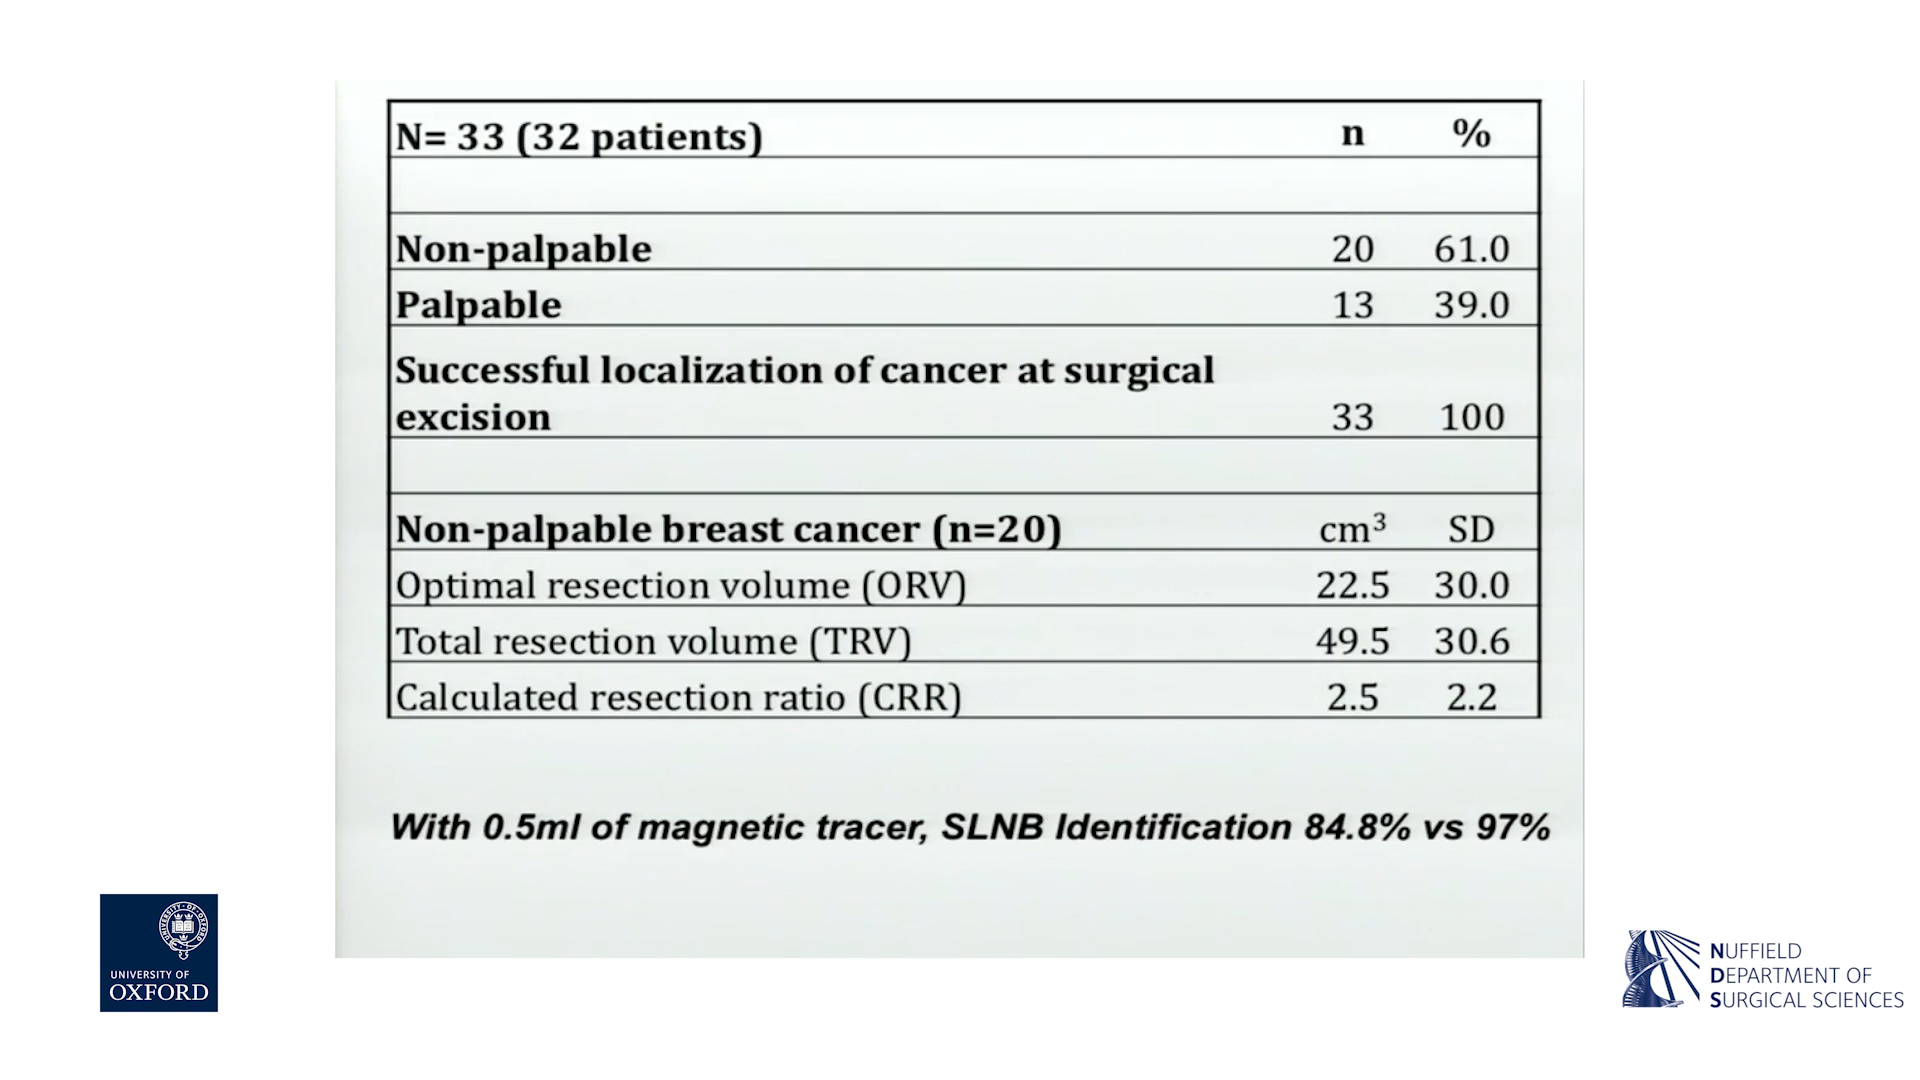 N= 33 (32 patients) n %
Non-palpable 20 61.0
Palpable 13 39.0
Successful localization of cancer at surgical
excision 33 100
Non-palpable breast cancer (n=20) cm³ SD
Optimal resection volume (ORV) 22.5 30.0
Total resection volume (TRV) 49.5 30.6
Calculated resection ratio (CRR) 2.5 2.2
With 0.5ml of magnetic tracer, SLNB Identification 84.8% vs 97%
UNIVERSITY OF
OXFORD
NUFFIELD
DEPARTMENT OF
SURGICAL SCIENCES